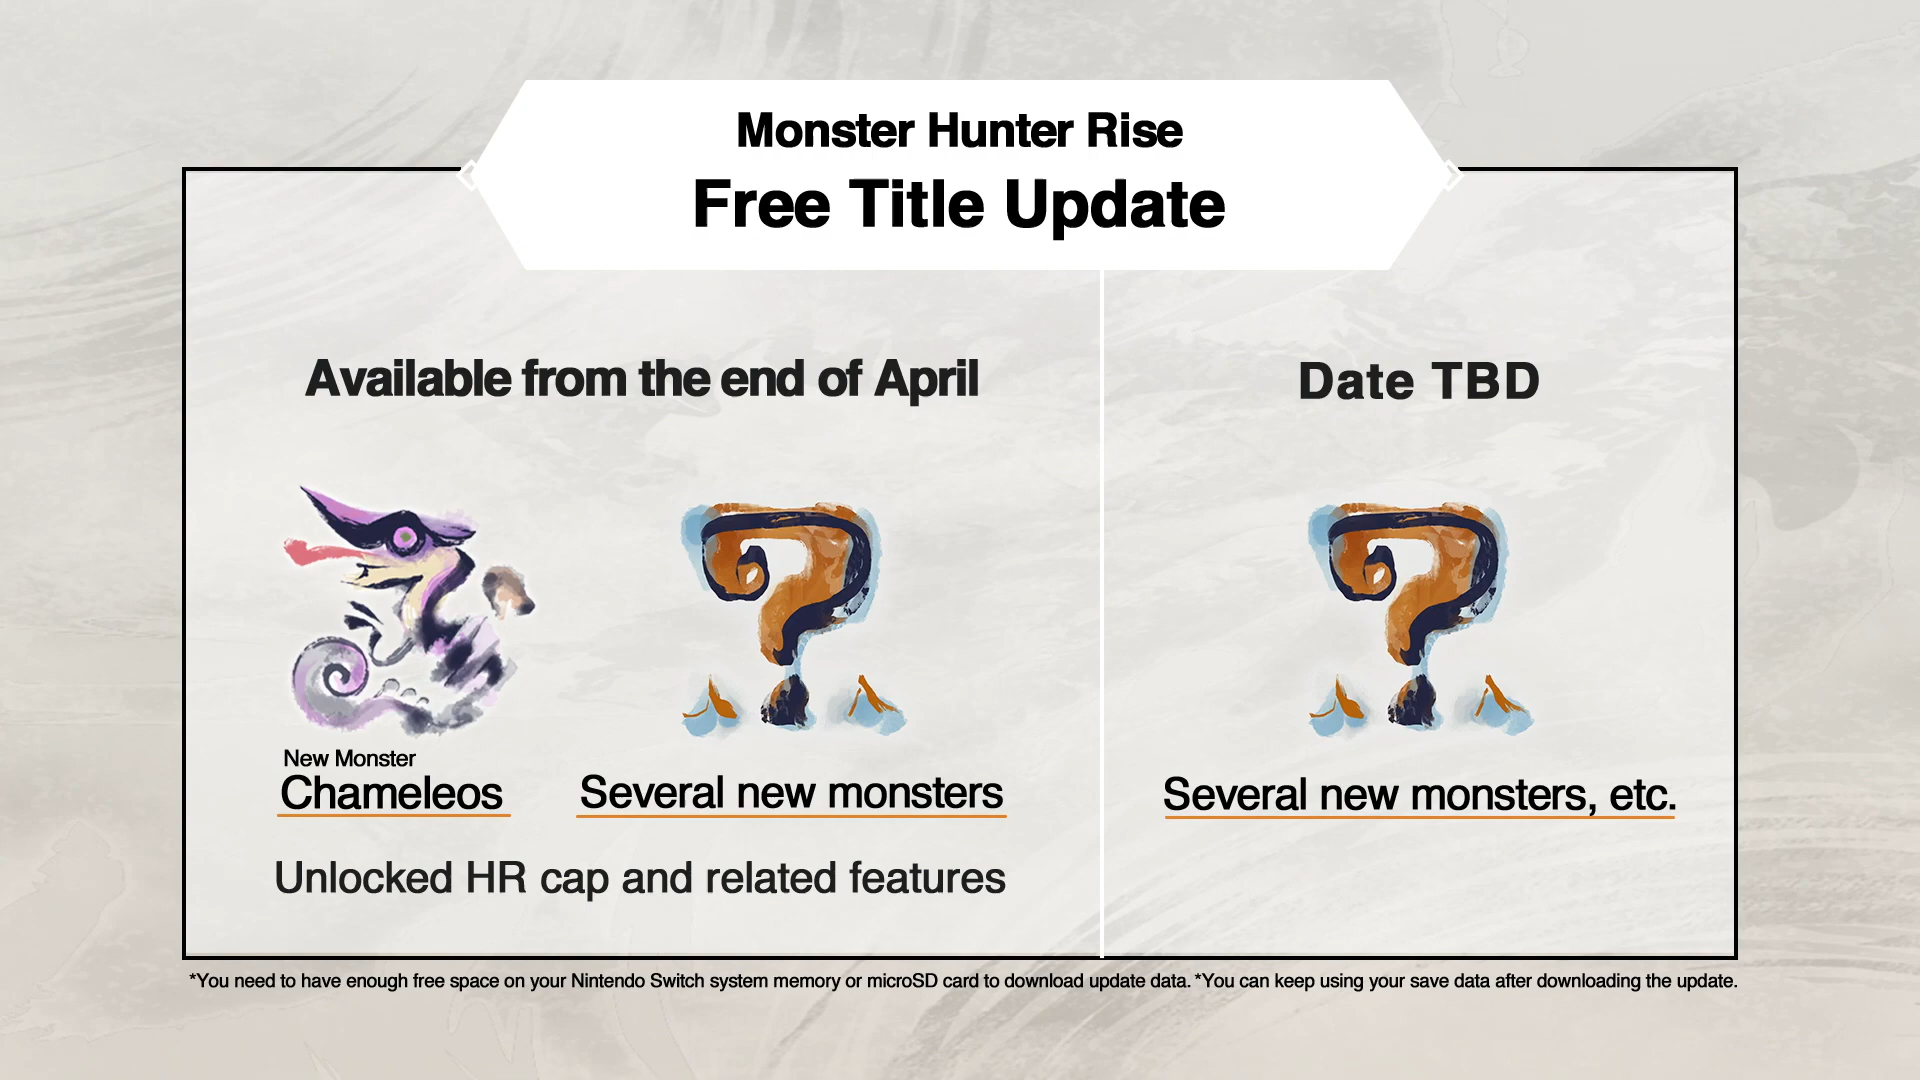 Monster Hunter Rise
Free Title Update
Available from the end of April
New Monster
Chameleos
Several new monsters
Unlocked HR cap and related features
Date TBD
Several new monsters, etc.
*You need to have enough free space on your Nintendo Switch system memory or microSD card to download update data. *You can keep using your save data after downloading the update.